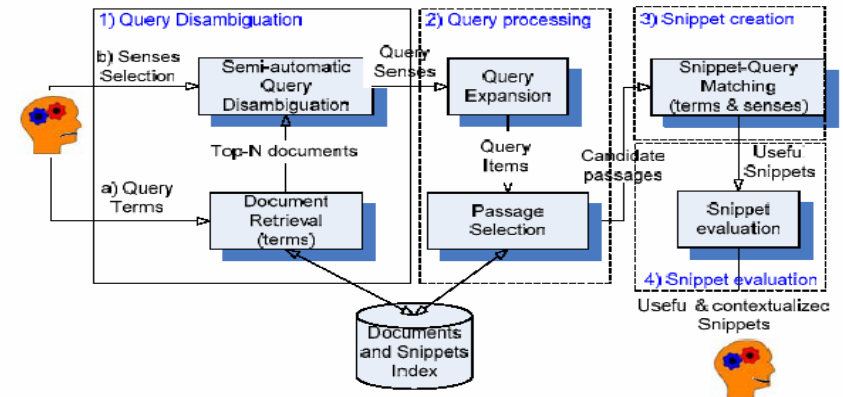 1) Query Disambiguation
2) Query processing
3) Snippet creation
b) Senses
Selection
Semi-automatic
Query
Disambiguation
Query
Senses
Query
Expansion
Snippet-Query
Matching
(terms & senses)
Top-N documents
Query
Items
Candidate
passages
Useful
Snippets
a) Query
Terms
Document
Retrieval
(terms)
Passage
Selection
Snippet
evaluation
4) Snippet evaluation
Usefu & contextualized
Snippets
Documents
and Snippets
Index